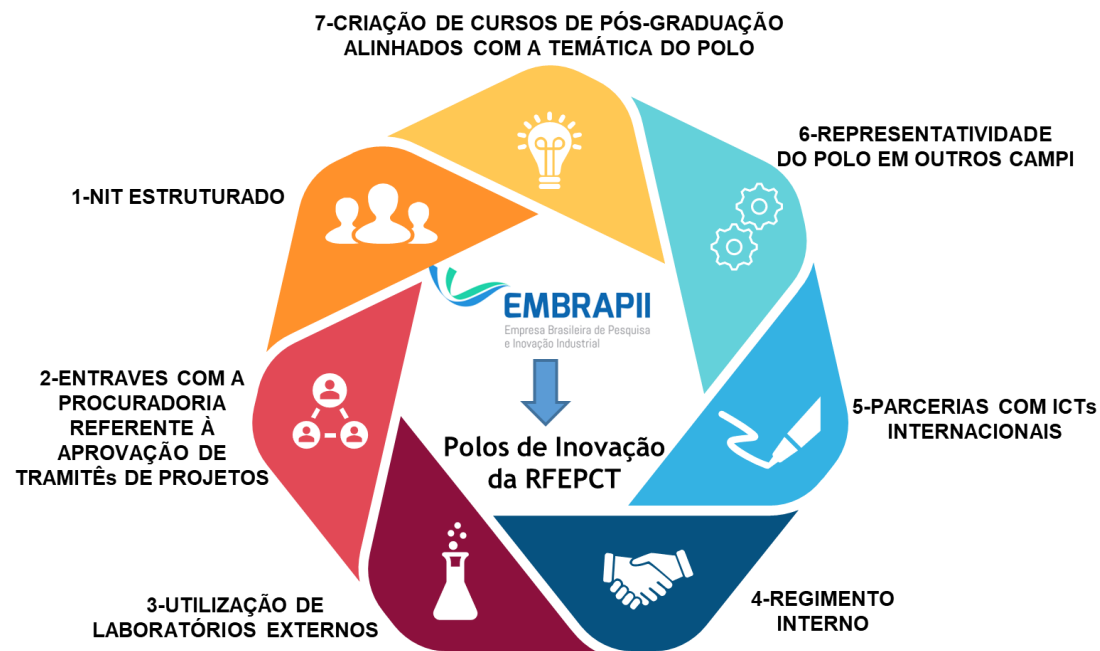 7-CRIAÇÃO DE CURSOS DE PÓS-GRADUAÇÃO
ALINHADOS COM A TEMÁTICA DO POLO
1-NIT ESTRUTURADO
6-REPRESENTATIVIDADE
DO POLO EM OUTROS CAMPI
EMBRAPII
Empresa Brasileira de Pesquisa
e Inovação Industrial
2-ENTRAVES COM A
PROCURADORIA
REFERENTE À
APROVAÇÃO DE
TRAMITÊs DE PROJETOS
5-PARCERIAS COM ICTs
INTERNACIONAIS
Polos de Inovação
da RFEPCT
3-UTILIZAÇÃO DE
LABORATÓRIOS EXTERNOS
4-REGIMENTO
INTERNO